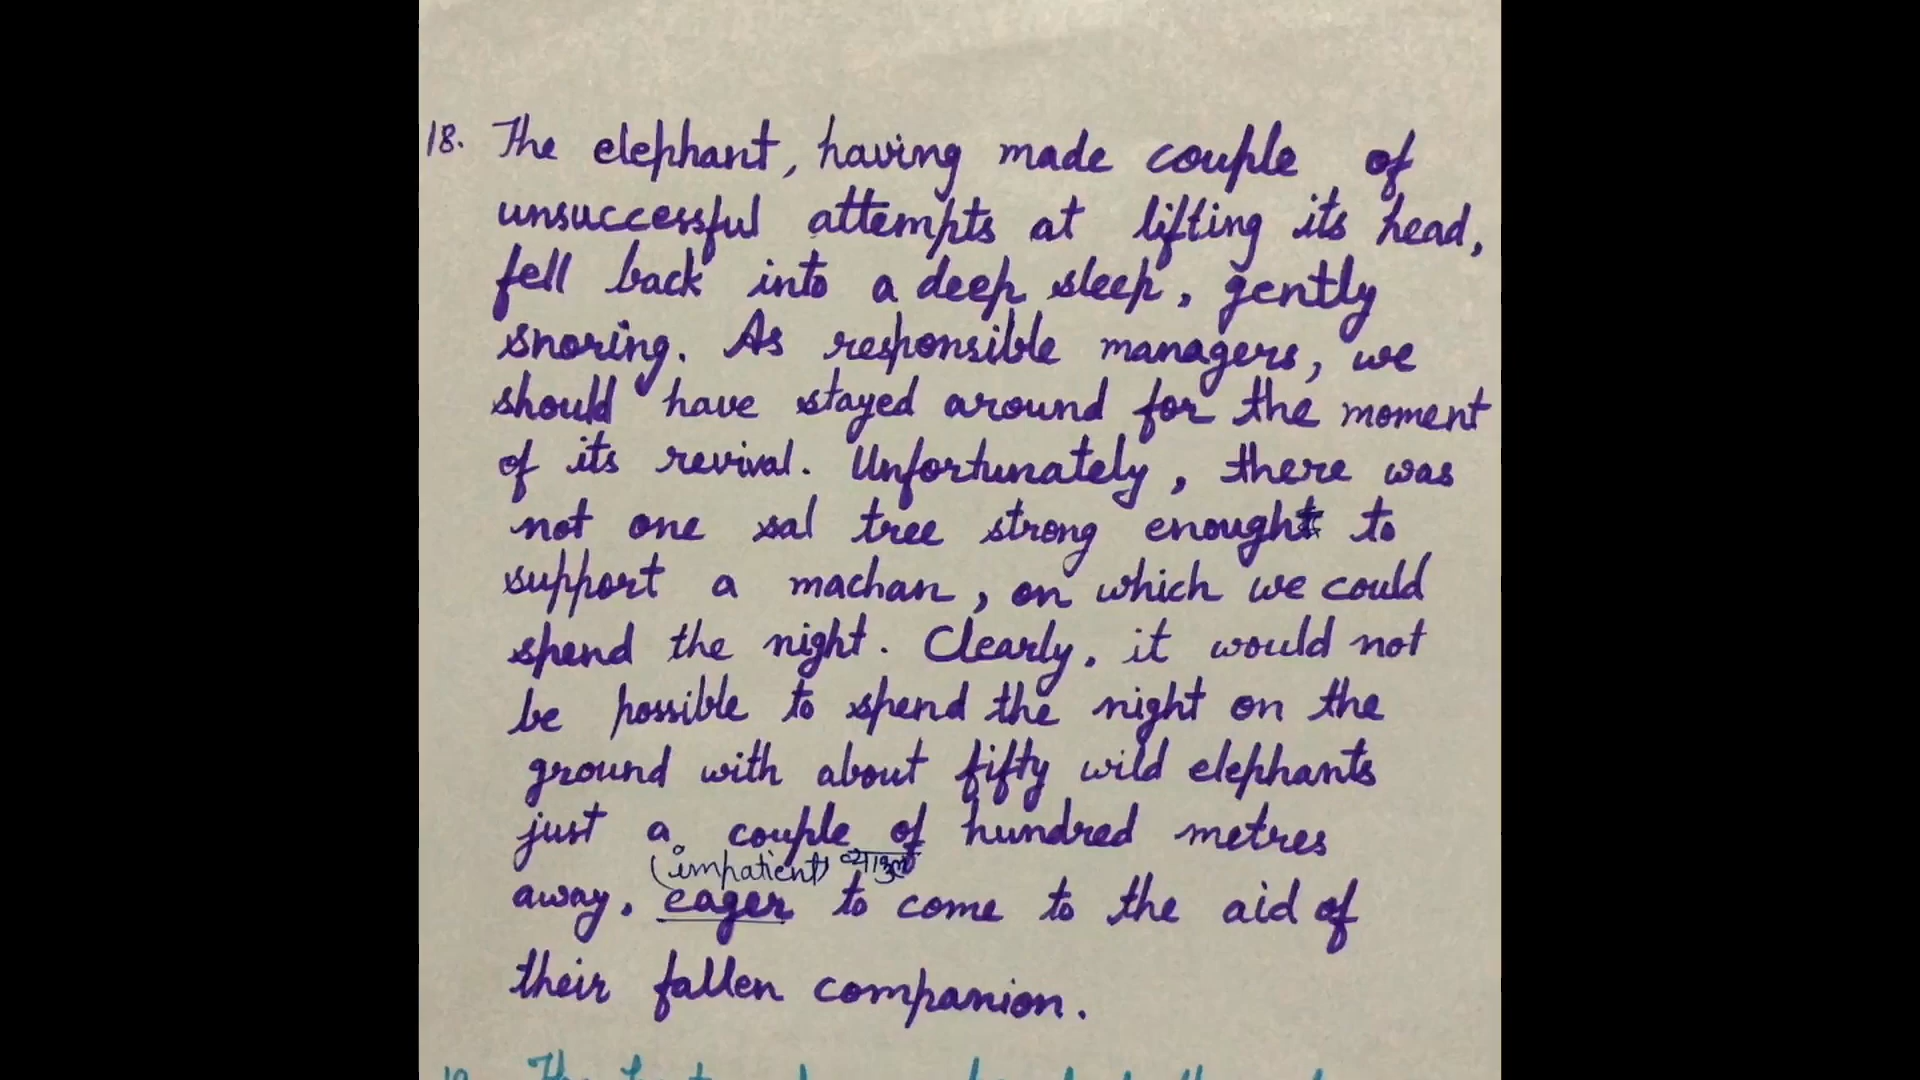 18. The elephant, having made couple of
unsuccessful attempts at lifting its head,
fell back into a deep sleep, gently
snoring. As responsible managers, we
should have stayed around for the moment
of its revival. Unfortunately, there was
not one sal tree strong enough to
support a machan, on which we could
spend the night. Clearly, it would not
be possible to spend the night on the
ground with about fifty wild elephants
just a couple of hundred metres
(impatient)
away, eager to come to the aid of
their fallen companion.